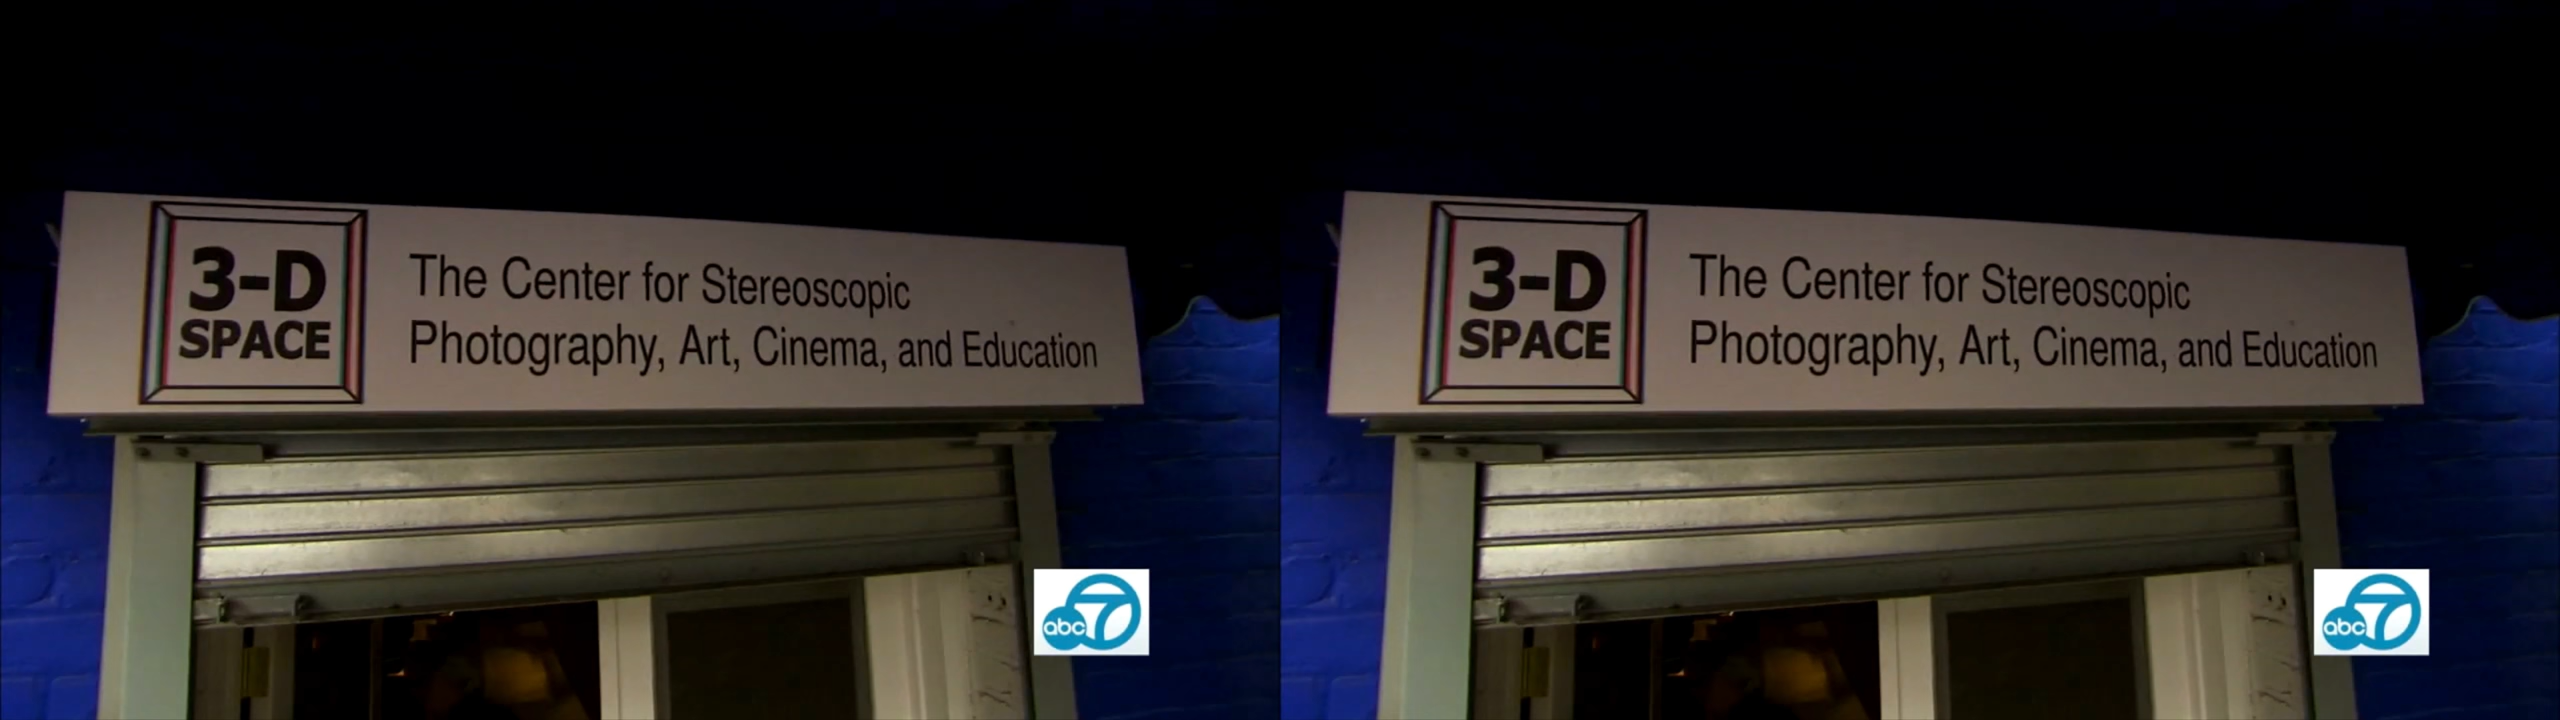 3-D
SPACE
The Center for Stereoscopic
Photography, Art, Cinema, and Education
abc7
3-D
SPACE
The Center for Stereoscopic
Photography, Art, Cinema, and Education
abc7